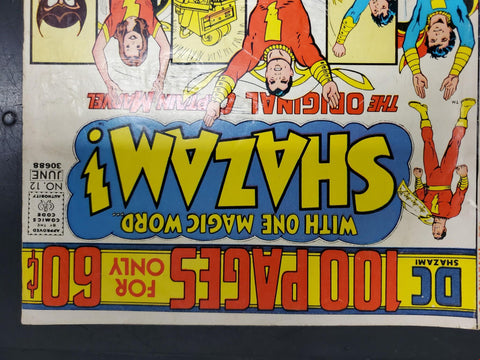 DC
SHAZAM!
100 PAGES
FOR
ONLY
60¢
WITH ONE MAGIC WORD...
SHAZAM!
APPROVED
BY THE
COMICS
CODE
AUTHORITY
NO. 12
JUNE
30688
THE ORIGINAL CAPTAIN MARVEL
TM